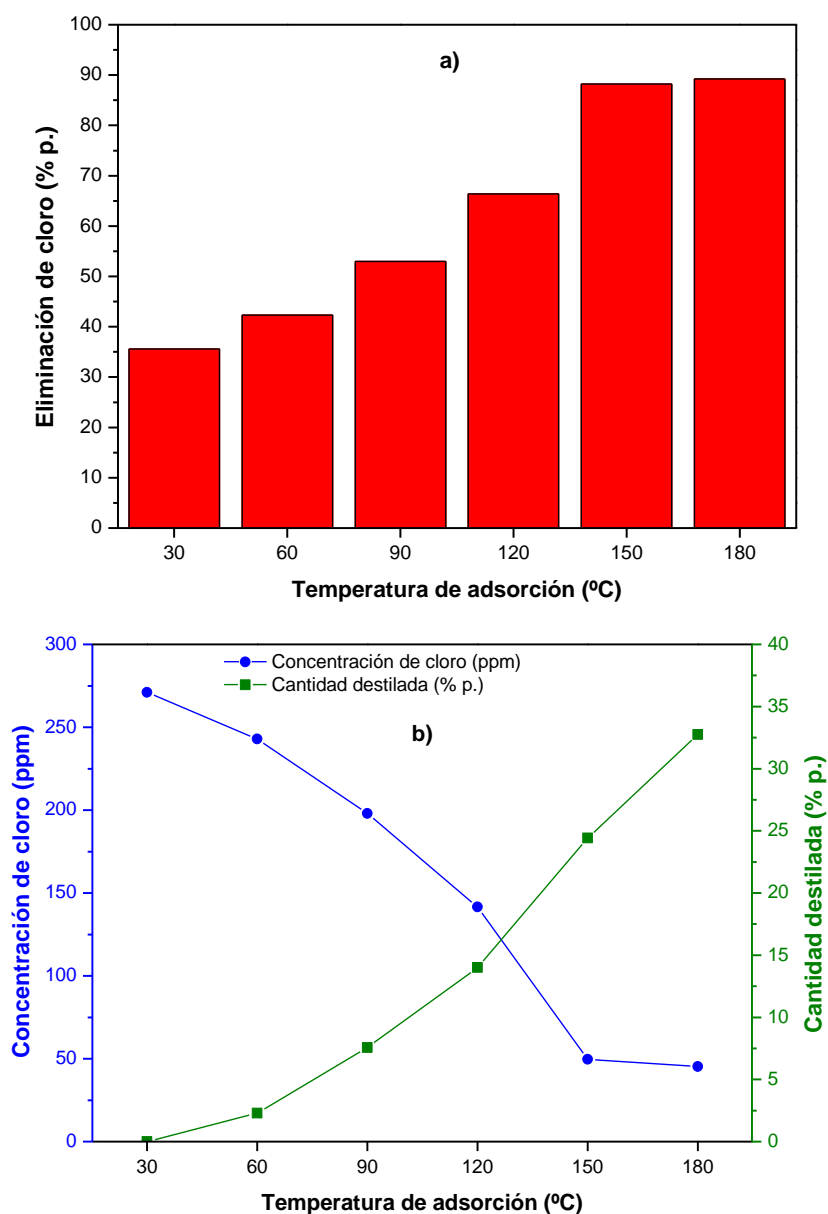 100
90
80
70
60
50
40
30
20
10
0
a)
Eliminación de cloro (% p.)
30 60 90 120 150 180
Temperatura de adsorción (ºC)
300
250
200
150
100
50
0
Concentración de cloro (ppm)
Concentración de cloro (ppm)
Cantidad destilada (% p.)
b)
40
35
30
25
20
15
10
5
0
Cantidad destilada (% p.)
30 60 90 120 150 180
Temperatura de adsorción (ºC)